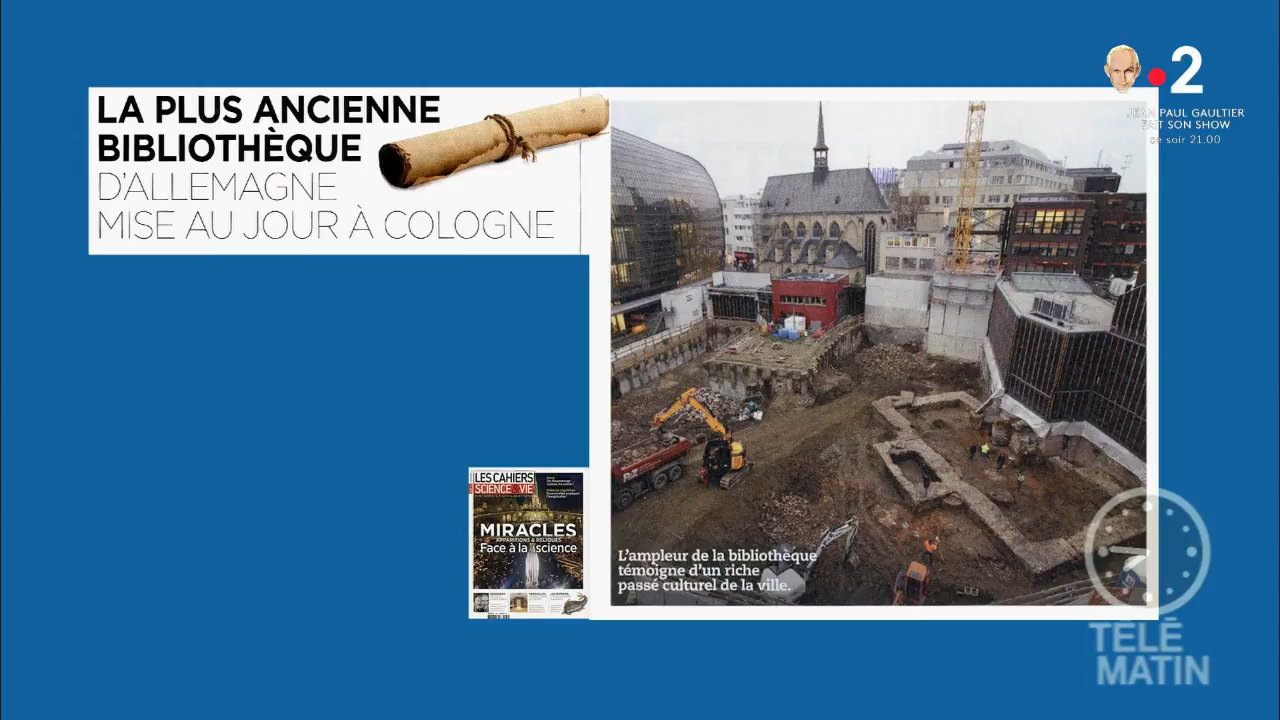 LA PLUS ANCIENNE
BIBLIOTHÈQUE
D'ALLEMAGNE
MISE AU JOUR À COLOGNE
2
JEAN PAUL GAULTIER
FAIT SON SHOW
ce soir 21.00
LES CAHIERS
SCIENCE & VIE
MIRACLES
APPARITIONS & RELIQUES
Face à la science
L'ampleur de la bibliothèque
témoigne d'un riche
passé culturel de la ville.
TÉLÉ
MATIN